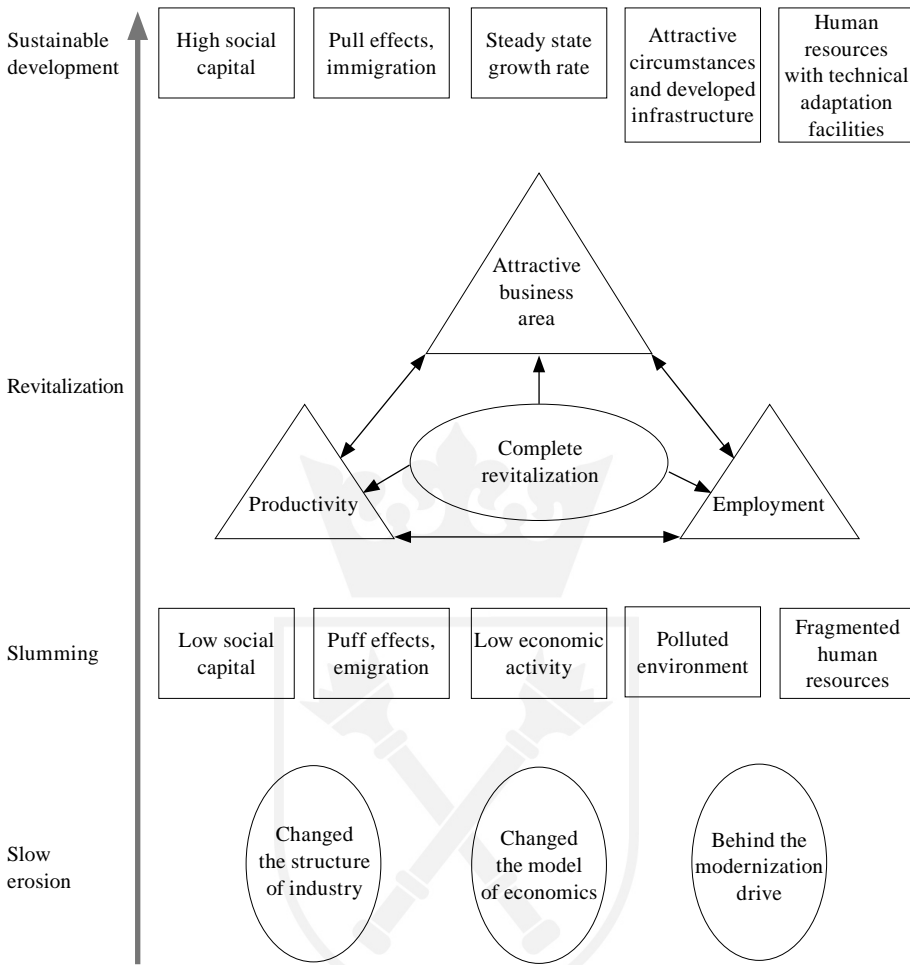 Sustainable
development
High social
capital
Pull effects,
immigration
Steady state
growth rate
Attractive
circumstances
and developed
infrastructure
Human
resources
with technical
adaptation
facilities
Revitalization
Attractive
business
area
Complete
revitalization
Productivity
Employment
Slumming
Low social
capital
Puff effects,
emigration
Low economic
activity
Polluted
environment
Fragmented
human
resources
Slow
erosion
Changed
the structure
of industry
Changed
the model
of economics
Behind the
modernization
drive